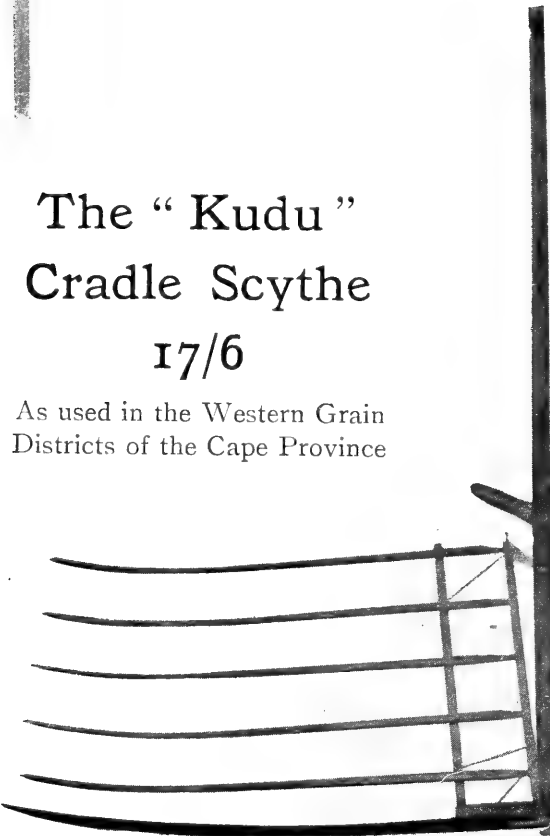 The “ Kudu ”
Cradle Scythe
17/6
As used in the Western Grain
Districts of the Cape Province